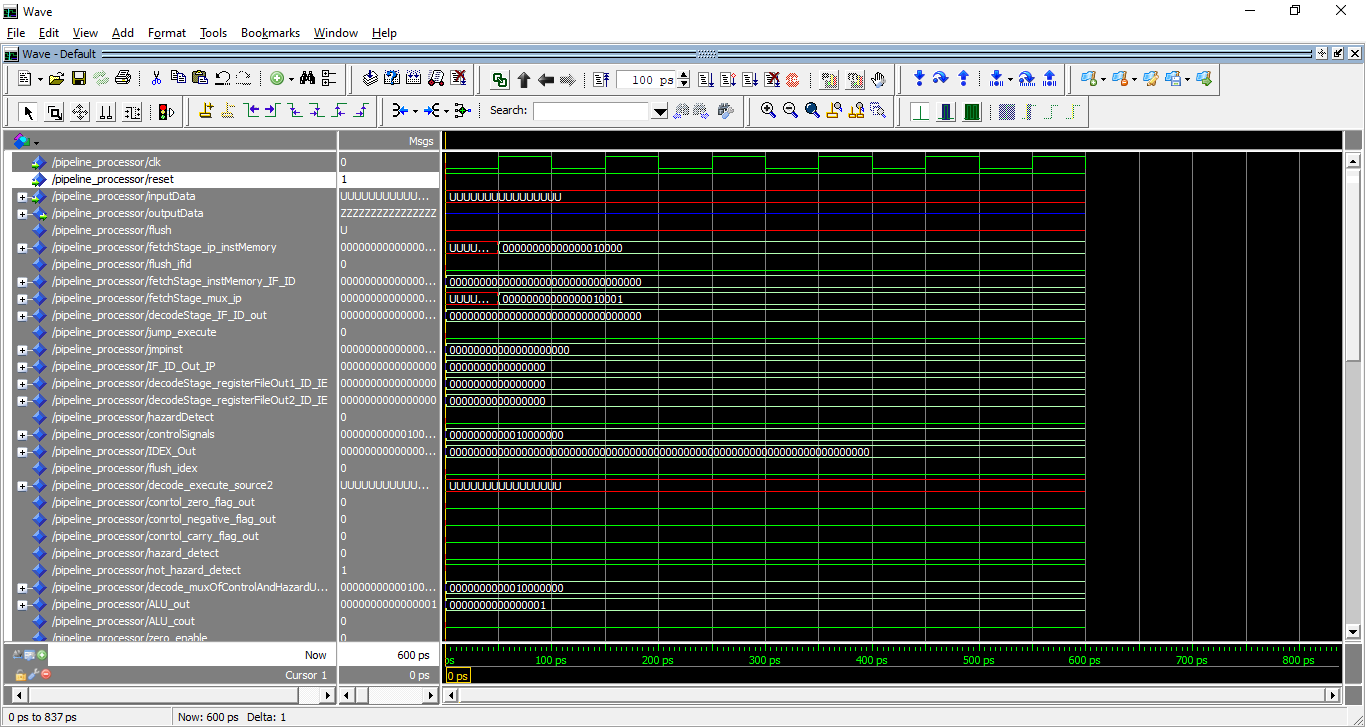 Wave
File Edit View Add Format Tools Bookmarks Window Help
Wave - Default
100 ps
Search:
Msgs
/pipeline_processor/clk 0
/pipeline_processor/reset 1
/pipeline_processor/inputData UUUUUUUUUUU... UUUUUUUUUUUUUUUU
/pipeline_processor/outputData ZZZZZZZZZZZZZZZZ
/pipeline_processor/flush U
/pipeline_processor/fetchStage_ip_instMemory 00000000000000... UUUU... 00000000000000010000
/pipeline_processor/flush_ifid 0
/pipeline_processor/fetchStage_instMemory_IF_ID 00000000000000... 00000000000000000000000000000000
/pipeline_processor/fetchStage_mux_ip 00000000000000... UUUU... 00000000000000010001
/pipeline_processor/decodeStage_IF_ID_out 00000000000000... 00000000000000000000000000000000
/pipeline_processor/jump_execute 0
/pipeline_processor/jmpinst 00000000000000... 00000000000000000000
/pipeline_processor/IF_ID_Out_IP 0000000000000000 0000000000000000
/pipeline_processor/decodeStage_registerFileOut1_ID_IE 0000000000000000 0000000000000000
/pipeline_processor/decodeStage_registerFileOut2_ID_IE 0000000000000000 0000000000000000
/pipeline_processor/hazardDetect 0
/pipeline_processor/controlSignals 00000000000100... 0000000000010000000
/pipeline_processor/IDEX_Out 00000000000000...
/pipeline_processor/flush_idex 0
/pipeline_processor/decode_execute_source2 UUUUUUUUUUU... UUUUUUUUUUUUUUUU
/pipeline_processor/conrtol_zero_flag_out 0
/pipeline_processor/conrtol_negative_flag_out 0
/pipeline_processor/conrtol_carry_flag_out 0
/pipeline_processor/hazard_detect 0
/pipeline_processor/not_hazard_detect 1
/pipeline_processor/decode_muxOfControlAndHazardU... 00000000000100... 0000000000010000000
/pipeline_processor/ALU_out 0000000000000001 0000000000000001
/pipeline_processor/ALU_cout 0
/pipeline_processor/zero_enable 0
Now 600 ps ps 100 ps 200 ps 300 ps 400 ps 500 ps 600 ps 700 ps 800 ps
Cursor 1 0 ps 0 ps
0 ps to 837 ps Now: 600 ps Delta: 1